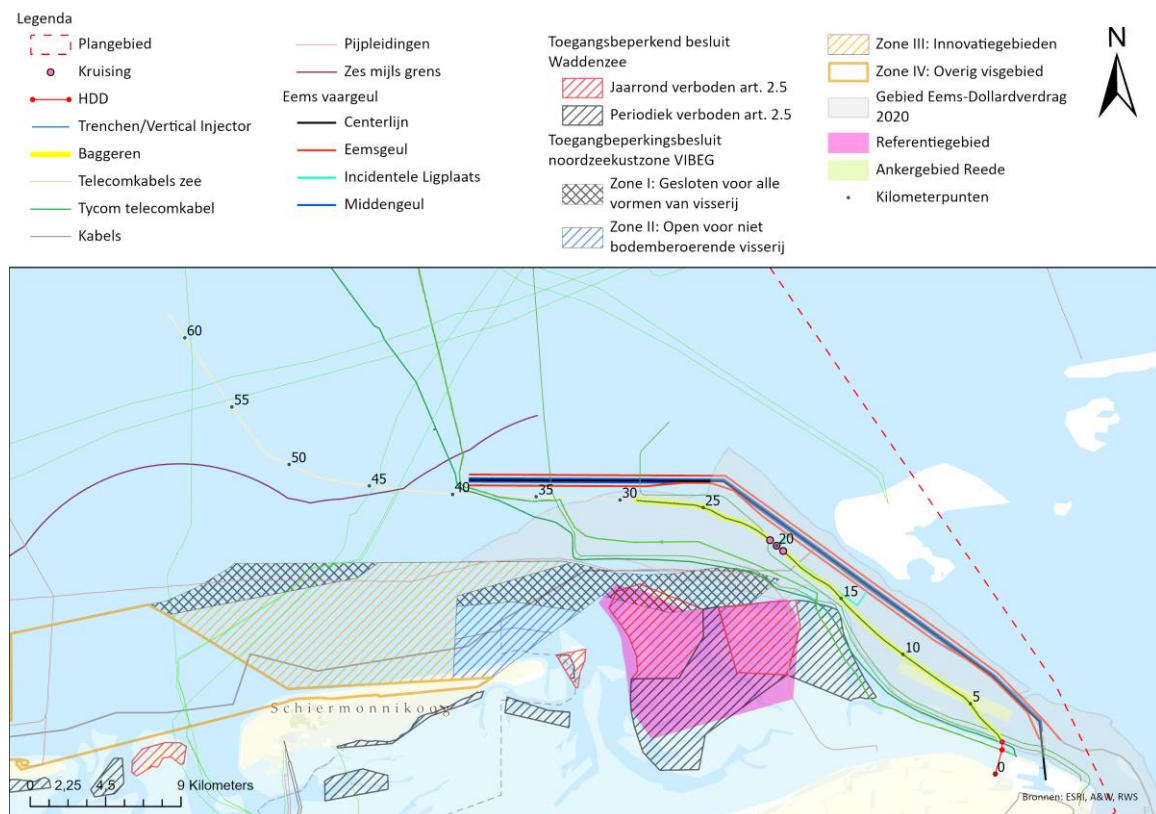 Legenda
Plangebied
Kruising
HDD
Trenchen/Vertical Injector
Baggeren
Telecomkabels zee
Tycom telecomkabel
Kabels
Pijpleidingen
Zes mijls grens
Eems vaargeul
Centerlijn
Eemsgeul
Incidentele Ligplaats
Middengeul
Toegangsbeperkend besluit
Waddenzee
Jaarrond verboden art. 2.5
Periodiek verboden art. 2.5
Toegangbeperkingsbesluit
noordzeekustzone VIBEG
Zone I: Gesloten voor alle
vormen van visserij
Zone II: Open voor niet
bodemberoerende visserij
Zone III: Innovatiegebieden
Zone IV: Overig visgebied
Gebied Eems-Dollardverdrag
2020
Referentiegebied
Ankergebied Reede
Kilometerpunten
N
60
55
50
45
40
35
30
25
20
15
10
5
0
Schiermonnikoog
0 2,25 4,5 9 Kilometers
Bronnen: ESRI, A&W, RWS